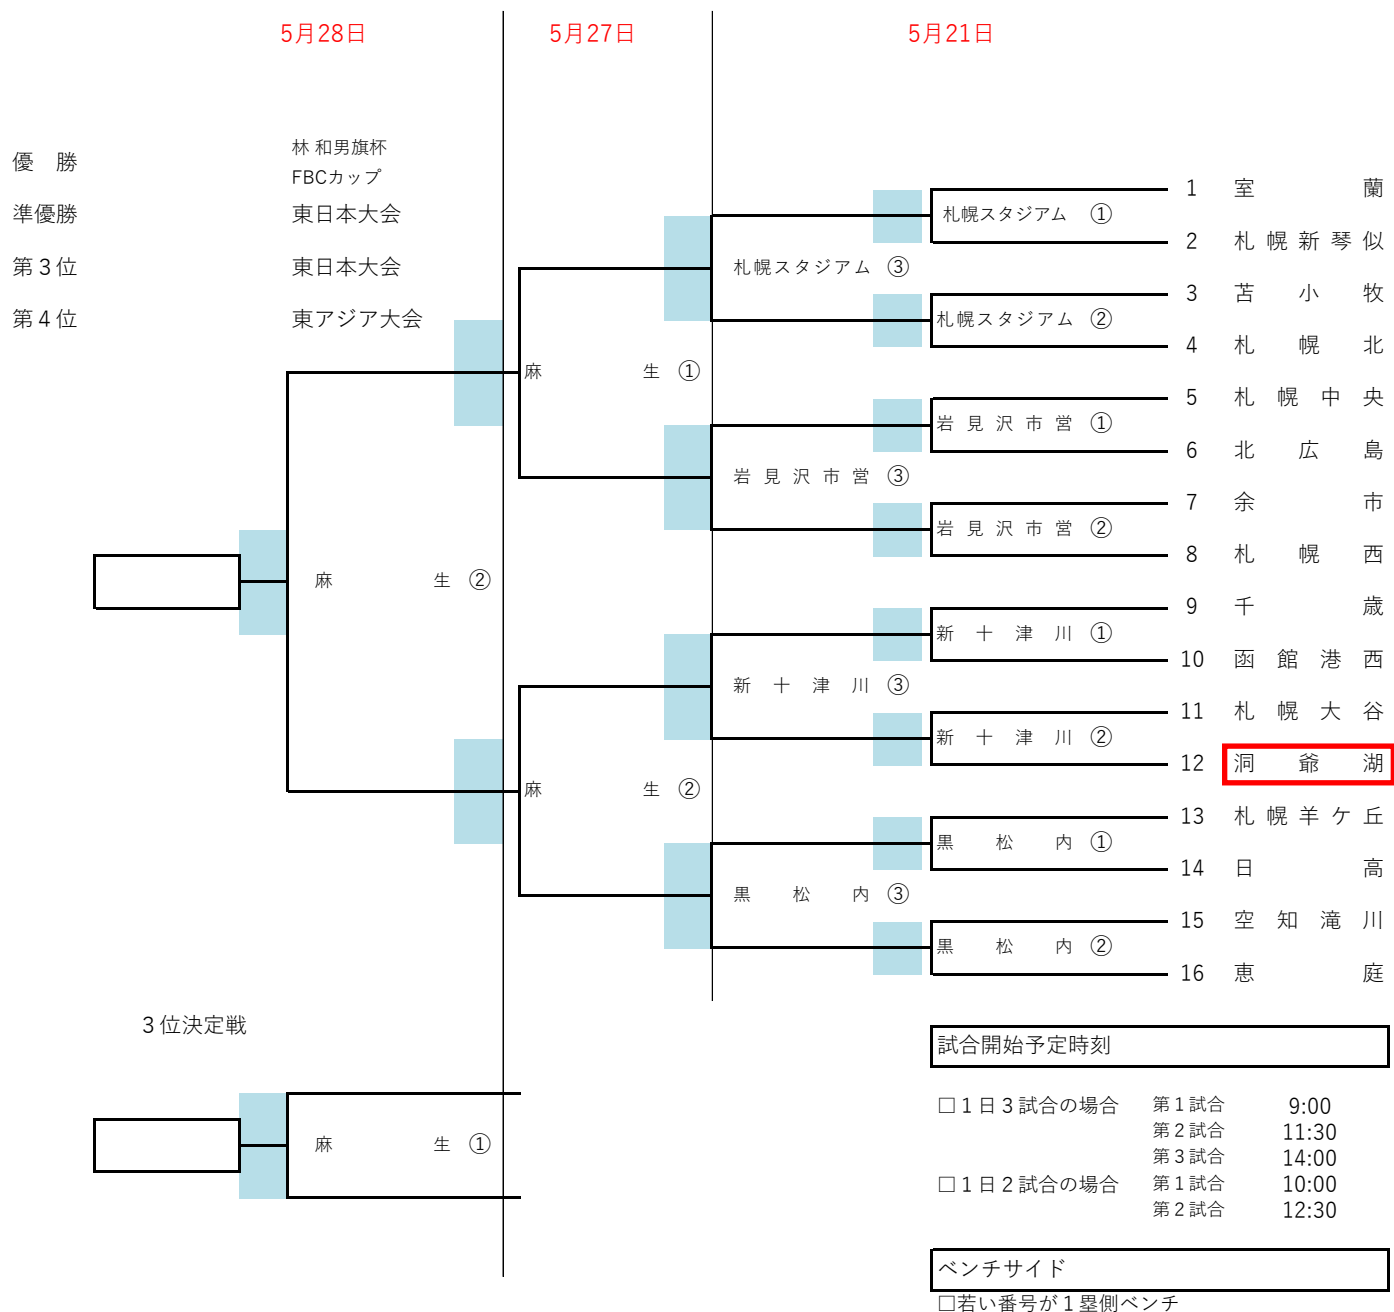 5月28日 5月27日 5月21日
優　勝 林 和男旗杯
FBCカップ
準優勝 東日本大会
第３位 東日本大会
第４位 東アジア大会
1 室蘭
札幌スタジアム ①
2 札幌新琴似
札幌スタジアム ③
3 苫小牧
札幌スタジアム ②
4 札幌北
麻生 ①
5 札幌中央
岩見沢市営 ①
6 北広島
岩見沢市営 ③
7 余市
岩見沢市営 ②
8 札幌西
麻生 ②
9 千歳
新十津川 ①
10 函館港西
新十津川 ③
11 札幌大谷
新十津川 ②
12 洞爺湖
麻生 ②
13 札幌羊ケ丘
黒松内 ①
14 日高
黒松内 ③
15 空知滝川
黒松内 ②
16 恵庭
３位決定戦
麻生 ①
試合開始予定時刻
□１日３試合の場合 第１試合 9:00
第２試合 11:30
第３試合 14:00
□１日２試合の場合 第１試合 10:00
第２試合 12:30
ベンチサイド
□若い番号が１塁側ベンチ